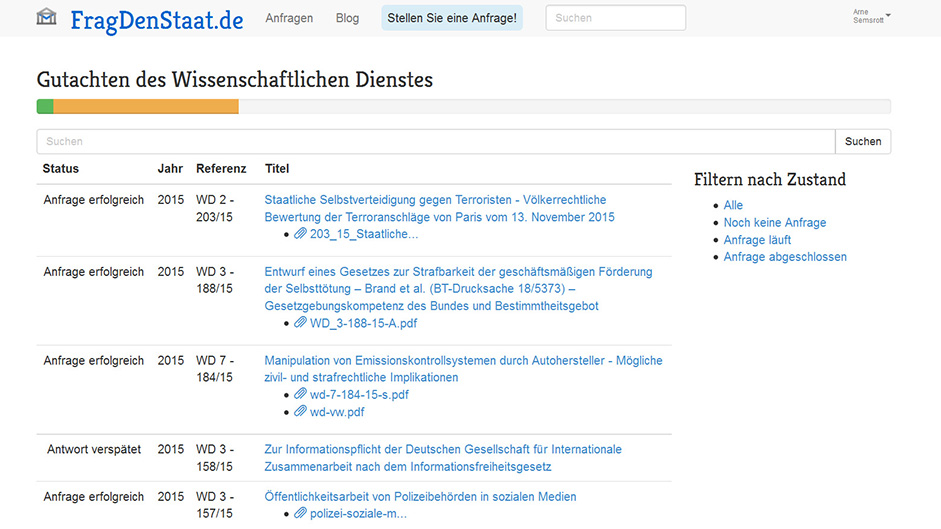 FragDenStaat.de Anfragen Blog Stellen Sie eine Anfrage! Suchen Arne
Semsrott
Gutachten des Wissenschaftlichen Dienstes
Suchen Suchen
Status Jahr Referenz Titel
Anfrage erfolgreich 2015 WD 2 - Staatliche Selbstverteidigung gegen Terroristen - Völkerrechtliche
203/15 Bewertung der Terroranschläge von Paris vom 13. November 2015
203_15_Staatliche...
Anfrage erfolgreich 2015 WD 3 - Entwurf eines Gesetzes zur Strafbarkeit der geschäftsmäßigen Förderung
188/15 der Selbsttötung – Brand et al. (BT-Drucksache 18/5373) –
Gesetzgebungskompetenz des Bundes und Bestimmtheitsgebot
WD_3-188-15-A.pdf
Anfrage erfolgreich 2015 WD 7 - Manipulation von Emissionskontrollsystemen durch Autohersteller - Mögliche
184/15 zivil- und strafrechtliche Implikationen
wd-7-184-15-s.pdf
wd-vw.pdf
Antwort verspätet 2015 WD 3 - Zur Informationspflicht der Deutschen Gesellschaft für Internationale
158/15 Zusammenarbeit nach dem Informationsfreiheitsgesetz
Anfrage erfolgreich 2015 WD 3 - Öffentlichkeitsarbeit von Polizeibehörden in sozialen Medien
157/15 polizei-soziale-m...
Filtern nach Zustand
Alle
Noch keine Anfrage
Anfrage läuft
Anfrage abgeschlossen